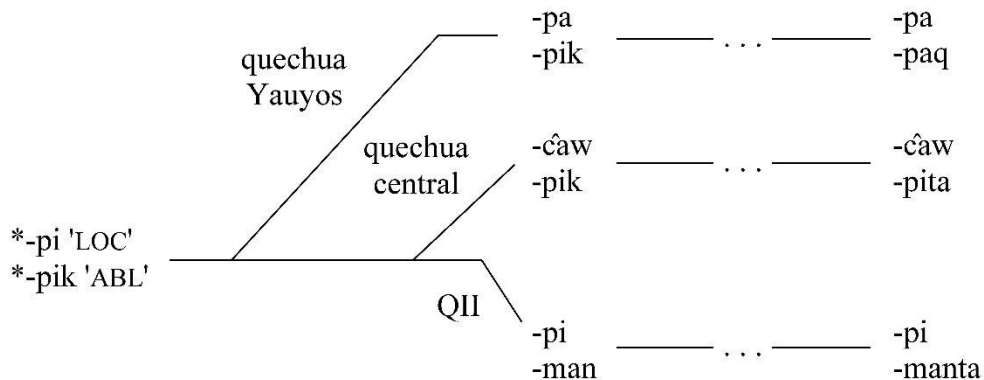 -pa . . . -pa
-pik -paq
quechua
Yauyos
quechua
central
-ĉaw . . . -ĉaw
-pik -pita
*-pi 'LOC'
*-pik 'ABL'
QII
-pi . . . -pi
-man -manta